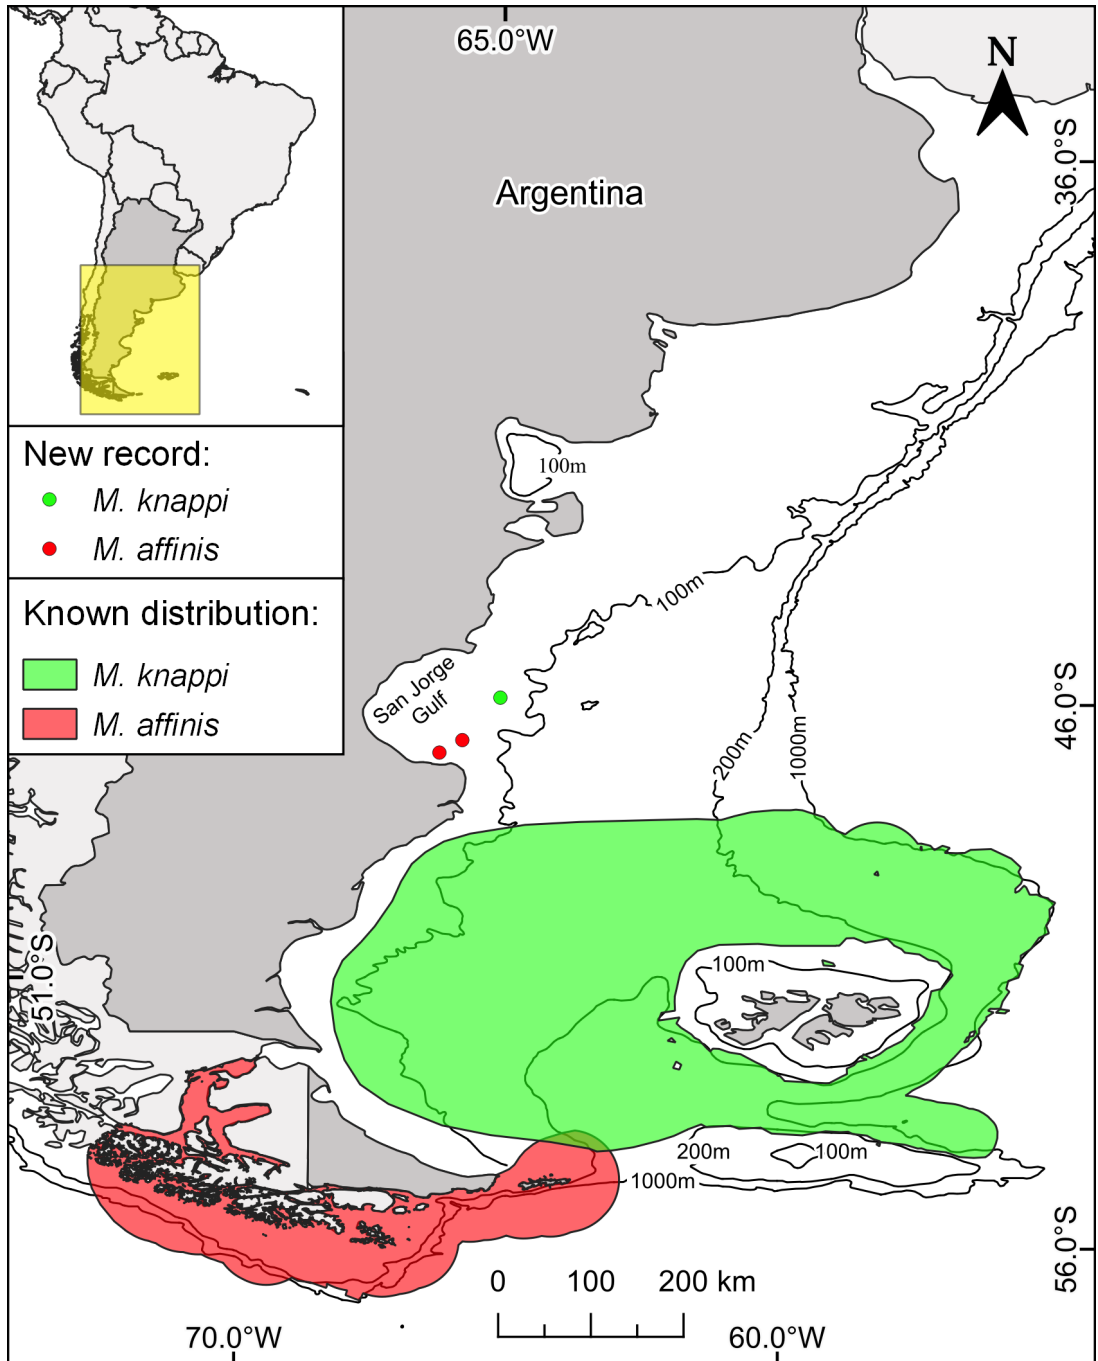 65.0°W
N
36.0°S
Argentina
100m
New record:
M. knappi
M. affinis
Known distribution:
M. knappi
M. affinis
100m
San Jorge
Gulf
46.0°S
200m
1000m
51.0°S
100m
200m
100m
1000m
56.0°S
0 100 200 km
70.0°W
60.0°W